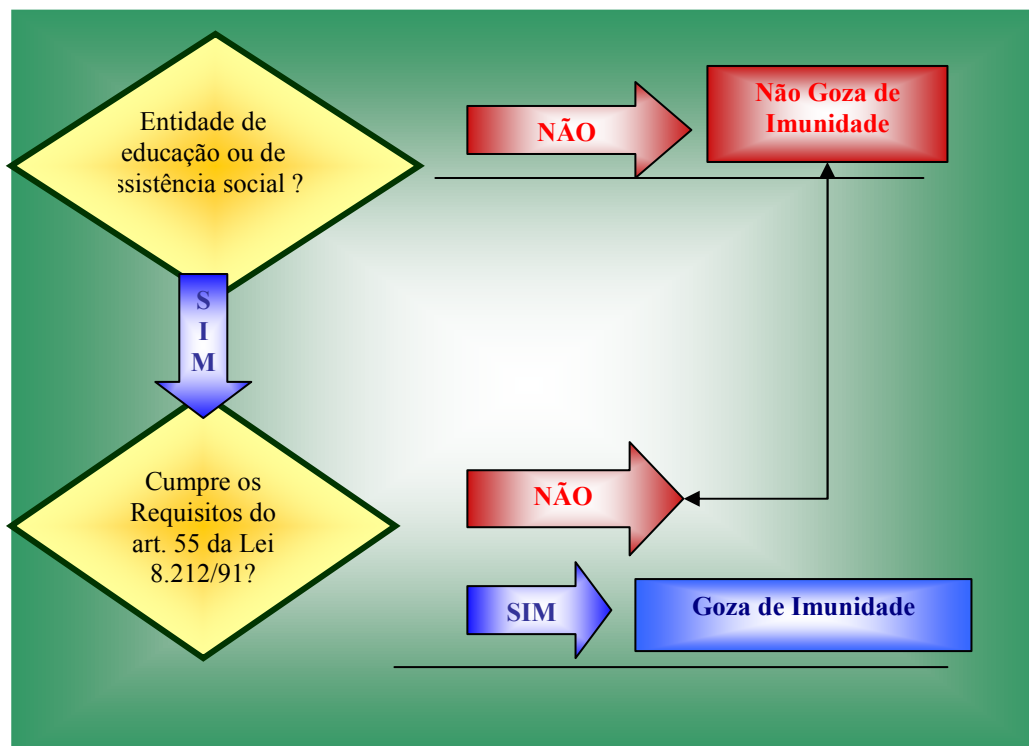 Entidade de
educação ou de
ssistência social ?
NÃO
Não Goza de
Imunidade
S
I
M
Cumpre os
Requisitos do
art. 55 da Lei
8.212/91?
NÃO
SIM
Goza de Imunidade